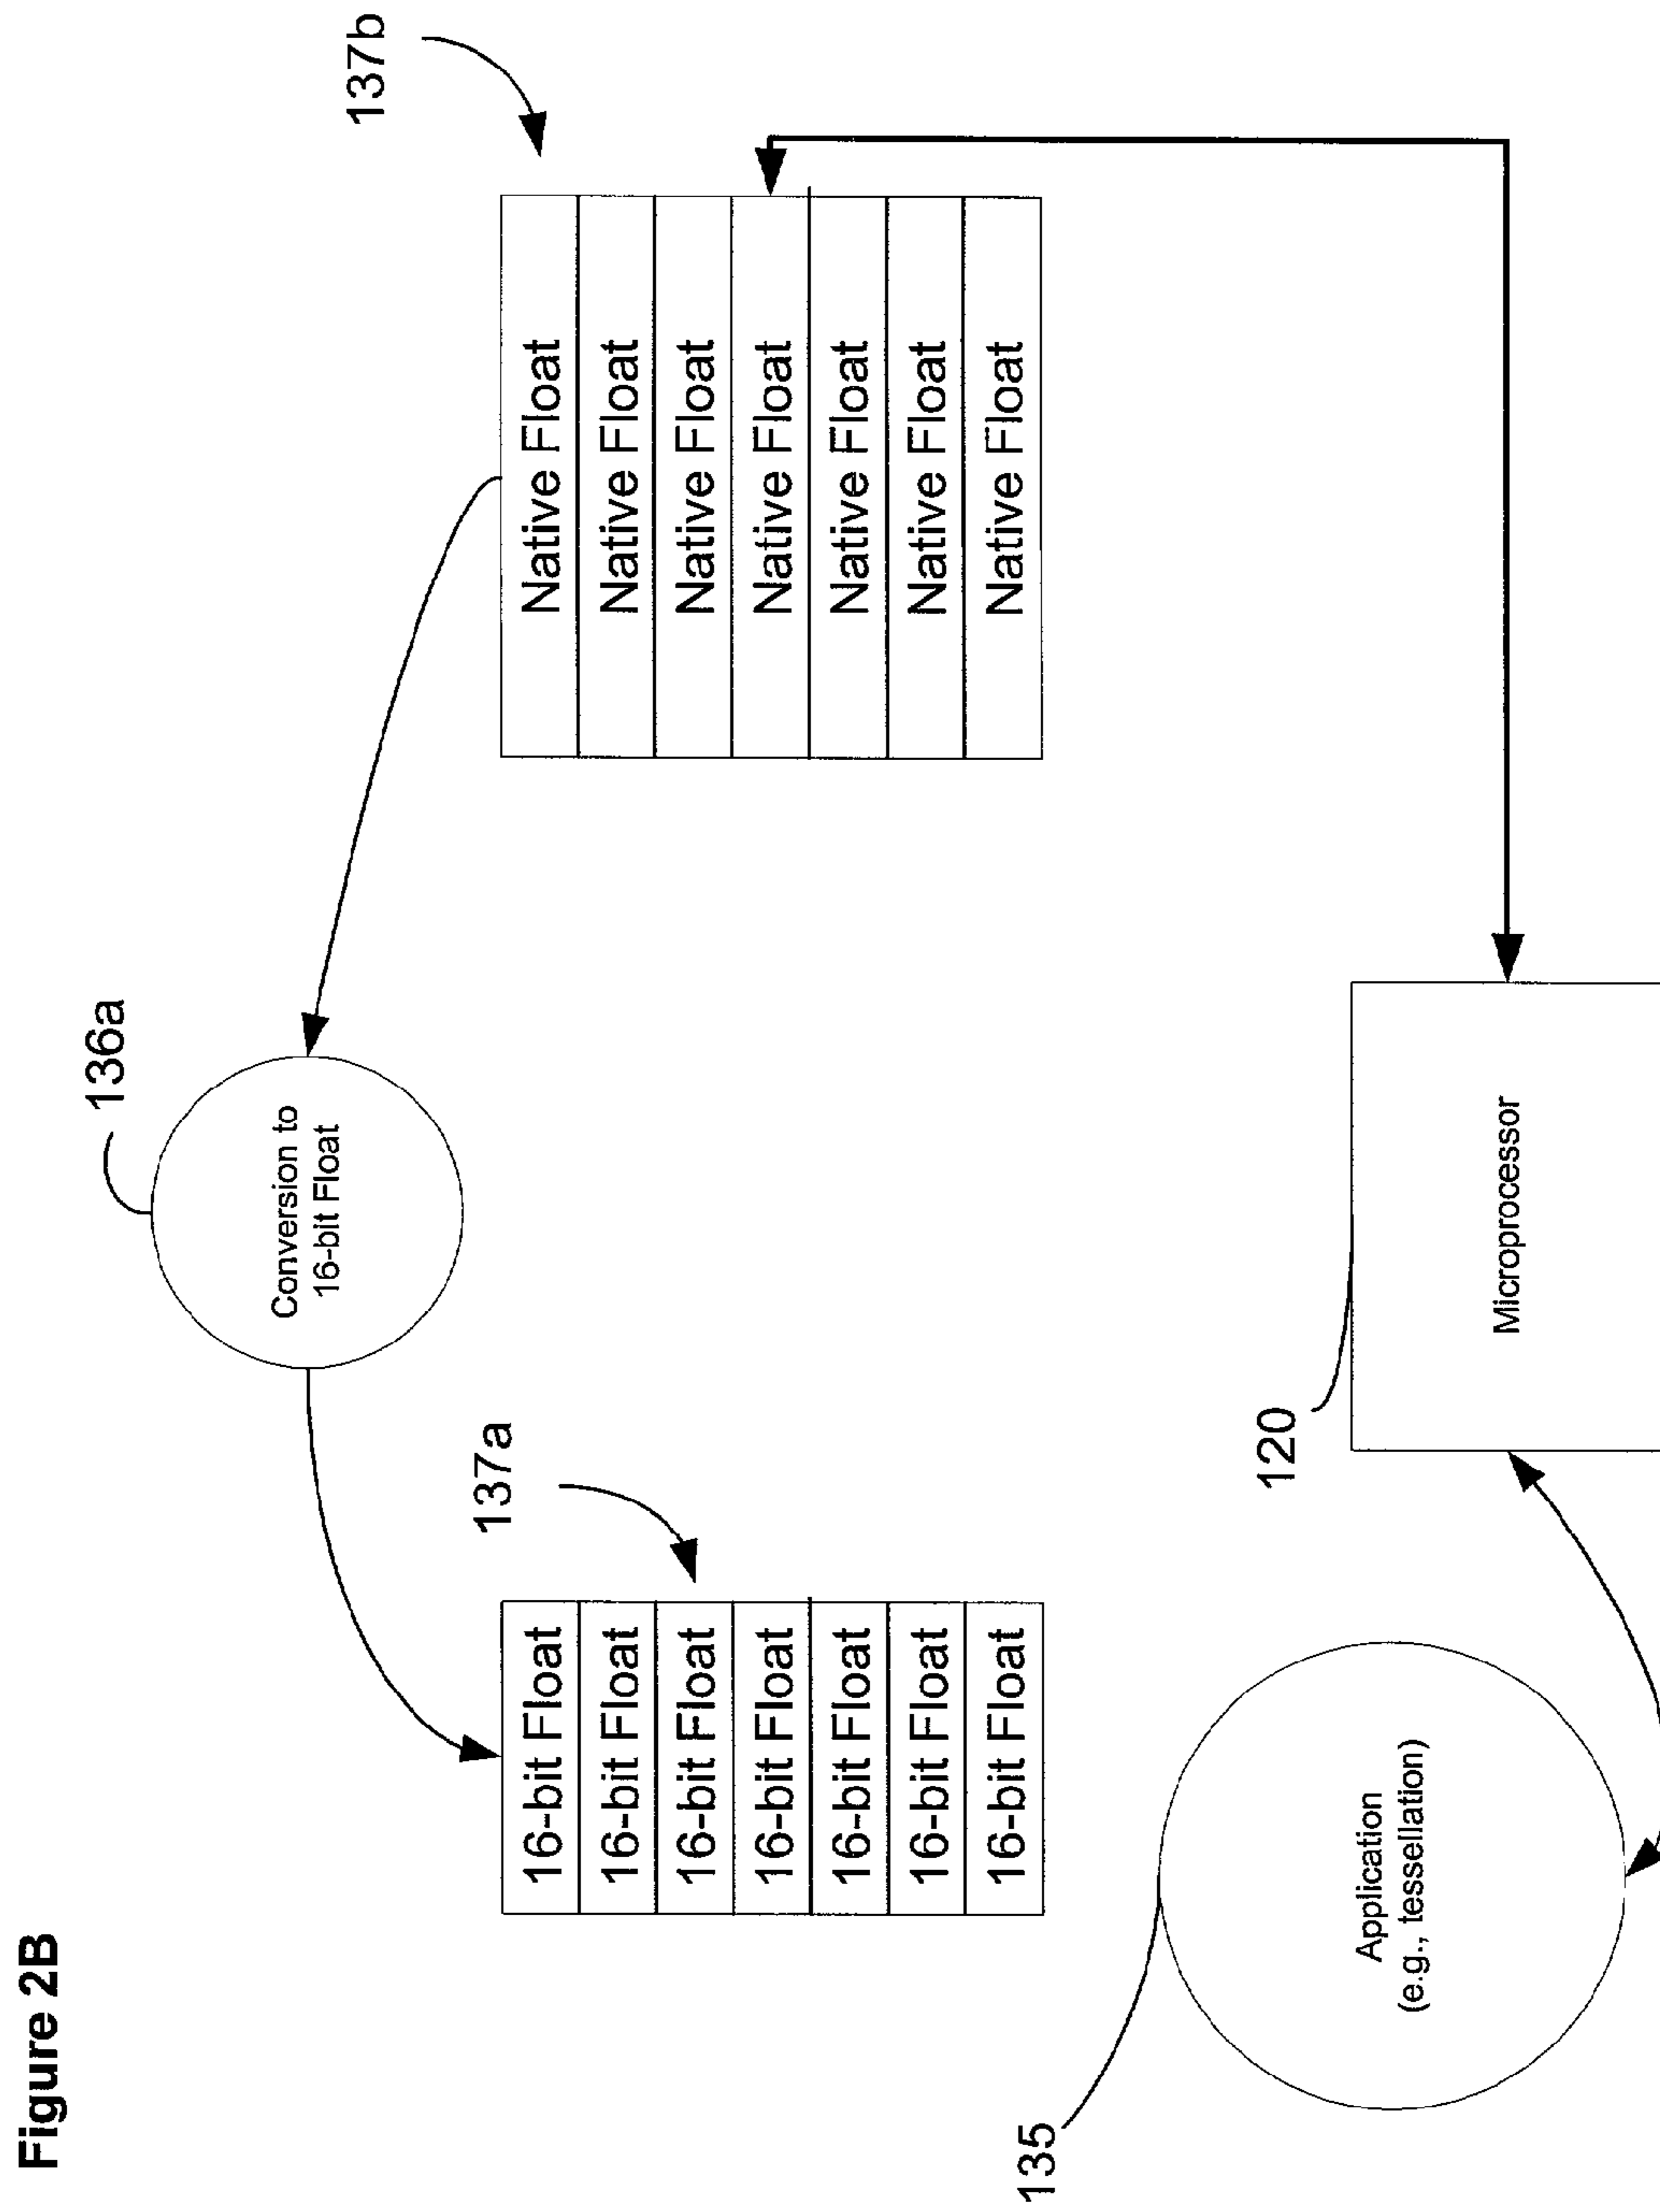 Figure 2B
136a
Conversion to
16-bit Float
137b
137a
16-bit Float
16-bit Float
16-bit Float
16-bit Float
16-bit Float
16-bit Float
16-bit Float
Native Float
Native Float
Native Float
Native Float
Native Float
Native Float
Native Float
135
Application
(e.g., tessellation)
120
Microprocessor